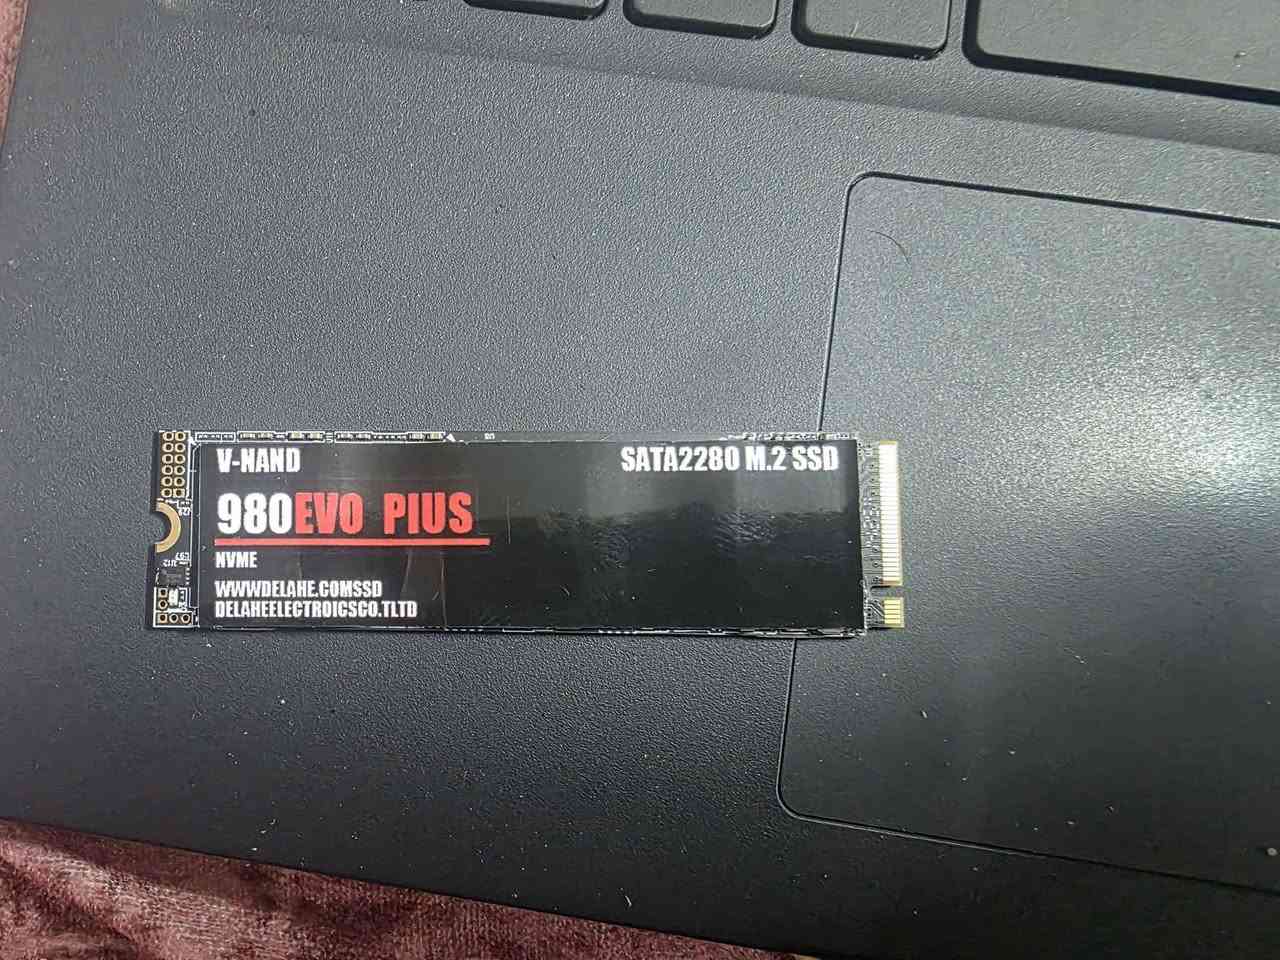 V-NAND
SATA2280 M.2 SSD
980EVO PIUS
NVME
WWWDELAHE.COMSSD
DELAHEELECTROICSCO.TLTD